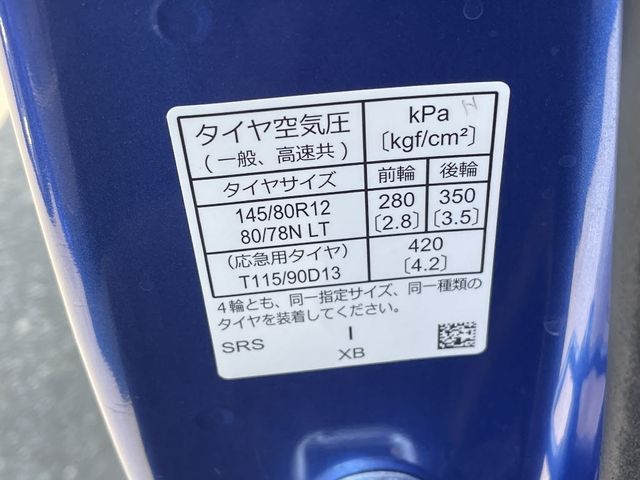 タイヤ空気圧
(一般、高速共)
kPa
〔kgf/cm²〕
タイヤサイズ
前輪
後輪
145/80R12
80/78N LT
280
〔2.8〕
350
〔3.5〕
(応急用タイヤ)
T115/90D13
420
〔4.2〕
4輪とも、同一指定サイズ、同一種類の
タイヤを装着してください。
SRS
I
XB